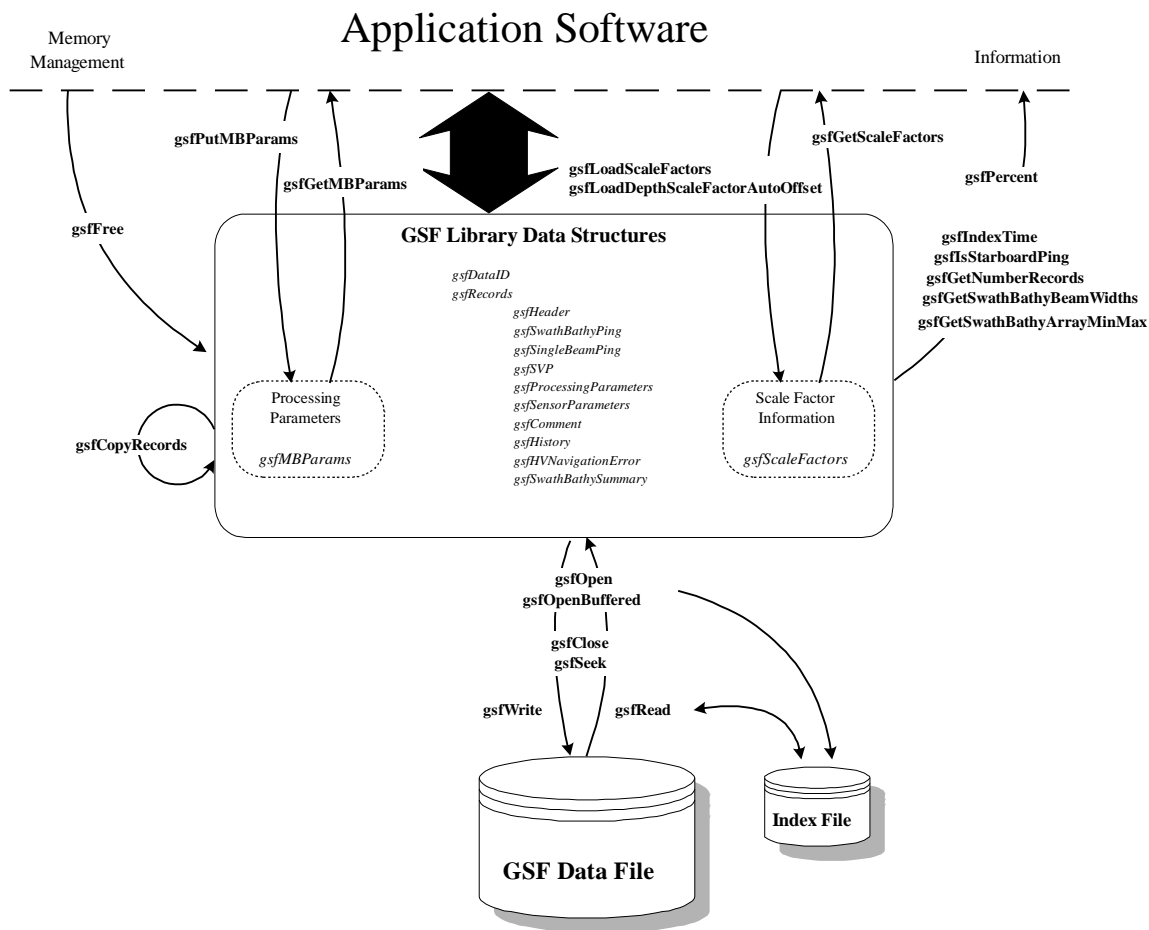 Application Software
Memory
Management
Information
gsfPutMBParams
gsfGetMBParams
gsfLoadScaleFactors
gsfLoadDepthScaleFactorAutoOffset
gsfGetScaleFactors
gsfPercent
gsfFree
gsfIndexTime
gsfIsStarboardPing
gsfGetNumberRecords
gsfGetSwathBathyBeamWidths
gsfGetSwathBathyArrayMinMax
GSF Library Data Structures
gsfDataID
gsfRecords
gsfHeader
gsfSwathBathyPing
gsfSingleBeamPing
gsfSVP
gsfProcessingParameters
gsfSensorParameters
gsfComment
gsfHistory
gsfHVNavigationError
gsfSwathBathySummary
Processing
Parameters
gsfMBParams
Scale Factor
Information
gsfScaleFactors
gsfCopyRecords
gsfOpen
gsfOpenBuffered
gsfClose
gsfSeek
gsfWrite
gsfRead
GSF Data File
Index File